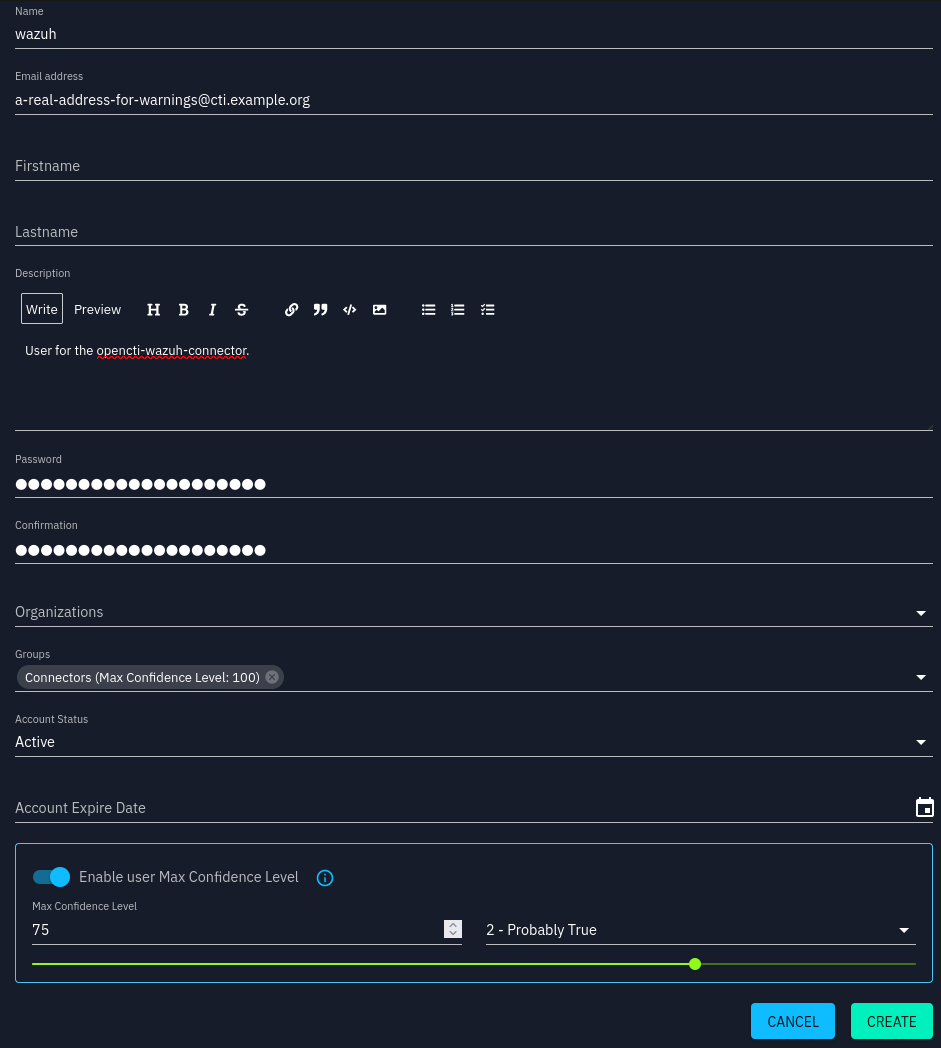 Name
wazuh
Email address
a-real-address-for-warnings@cti.example.org
Firstname
Lastname
Description
Write Preview H B I S
User for the opencti-wazuh-connector.
Password
●●●●●●●●●●●●●●●●●●●●
Confirmation
●●●●●●●●●●●●●●●●●●●●
Organizations
Groups
Connectors (Max Confidence Level: 100)
Account Status
Active
Account Expire Date
Enable user Max Confidence Level
Max Confidence Level
75 2 - Probably True
CANCEL CREATE